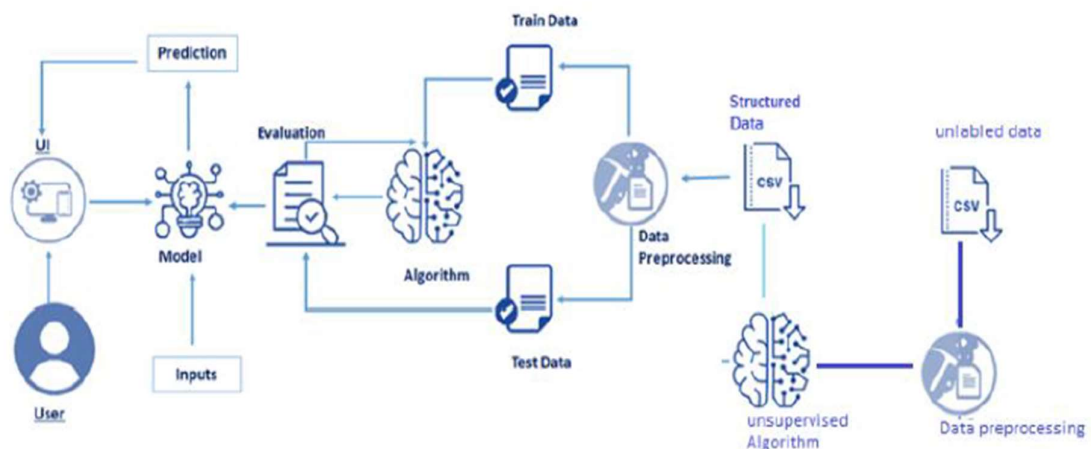 Train Data
Prediction
Structured
Data
Evaluation
unlabled data
UI
CSV
CSV
Data
Preprocessing
Model
Algorithm
Test Data
Inputs
User
unsupervised
Algorithm
Data preprocessing